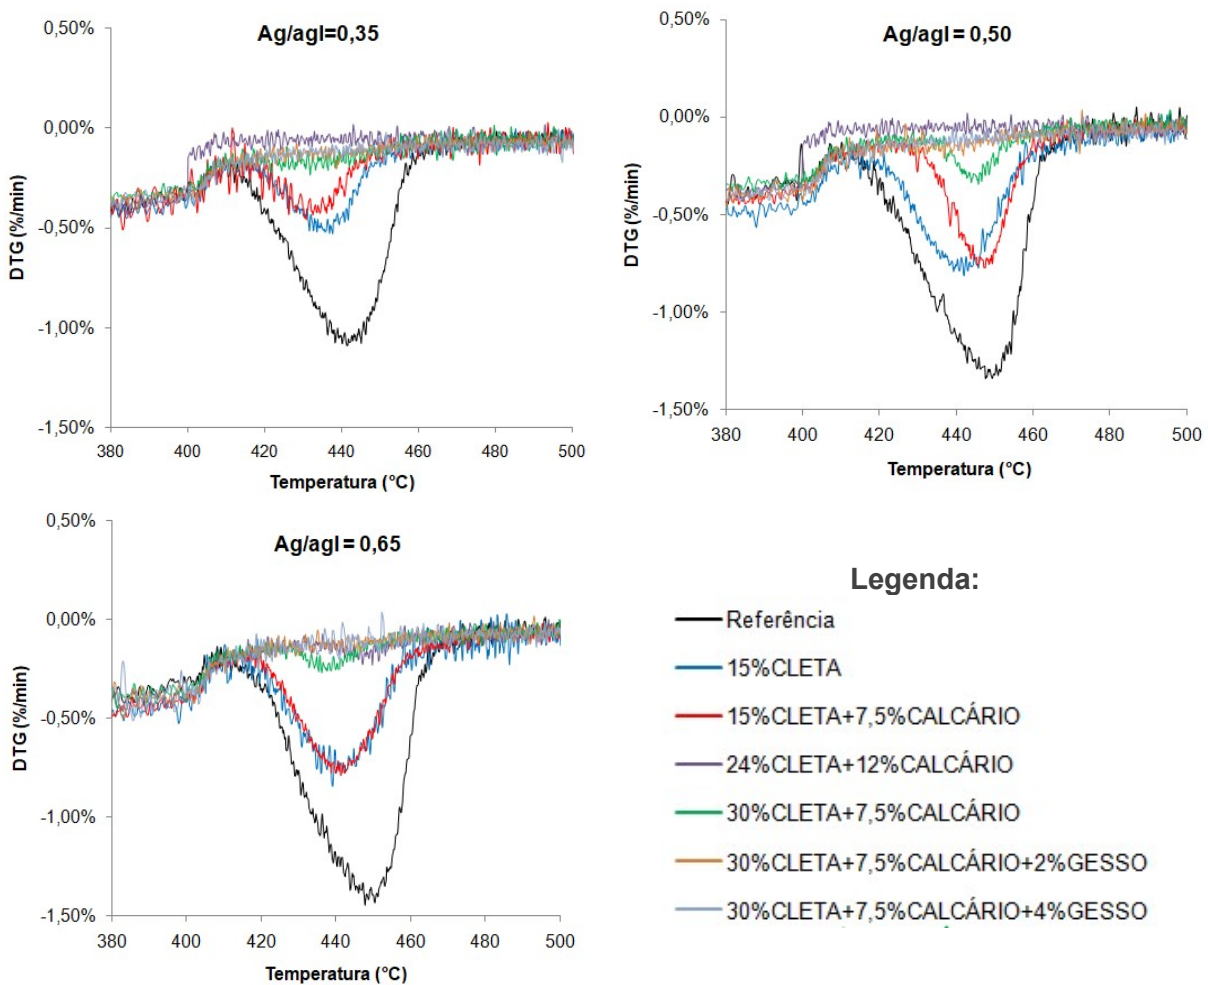 Ag/agl=0,35
0,50%
0,00%
-0,50%
-1,00%
-1,50%
DTG (%/min)
380 400 420 440 460 480 500
Temperatura (°C)
Ag/agl = 0,50
0,50%
0,00%
-0,50%
-1,00%
-1,50%
DTG (%/min)
380 400 420 440 460 480 500
Temperatura (°C)
Ag/agl = 0,65
0,50%
0,00%
-0,50%
-1,00%
-1,50%
DTG (%/min)
380 400 420 440 460 480 500
Temperatura (°C)
Legenda:
Referência
15%CLETA
15%CLETA+7,5%CALCÁRIO
24%CLETA+12%CALCÁRIO
30%CLETA+7,5%CALCÁRIO
30%CLETA+7,5%CALCÁRIO+2%GESSO
30%CLETA+7,5%CALCÁRIO+4%GESSO